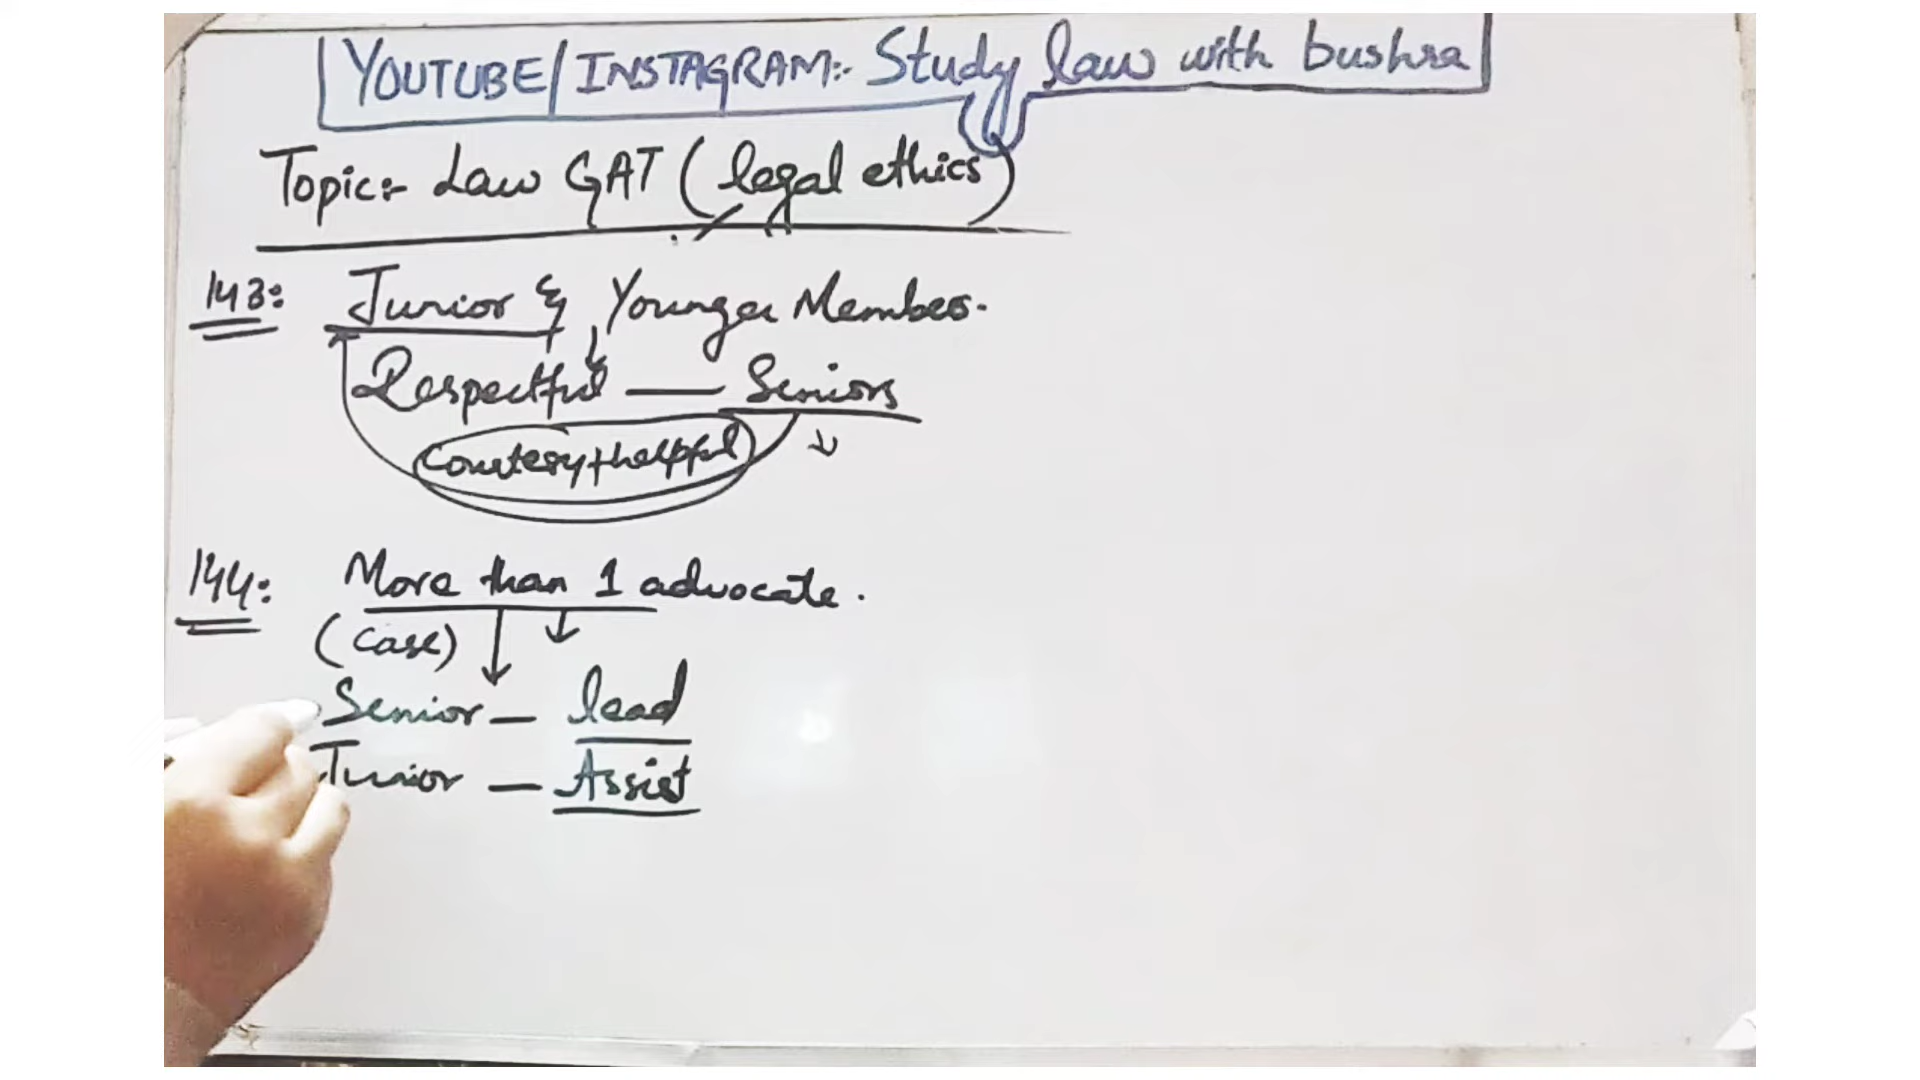 YOUTUBE/INSTAGRAM:- Study law with bushra
Topic:- Law GAT (legal ethics)
143: Junior & Younger Member.
Respectful — Seniors
Courtesy + helpful
144: More than 1 advocate.
(Case)
Senior — lead
Junior — Assist